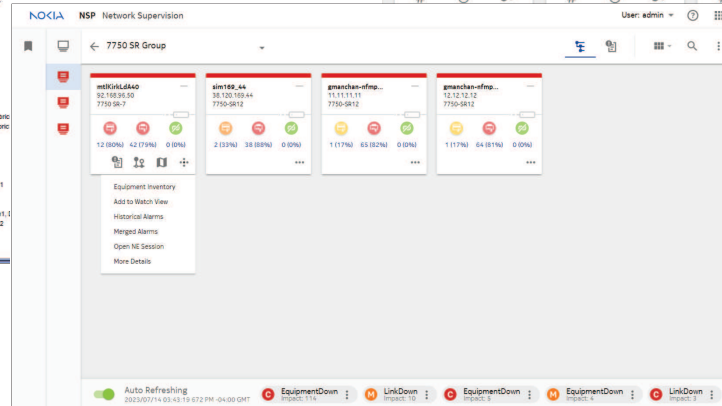 NOKIA NSP Network Supervision
User: admin
7750 SR Group
mtlKirkLdA40
92.168.96.50
7750 SR-7
12 (80%) 42 (79%) 0 (0%)
sim169_44
38.120.169.44
7750-SR12
2 (33%) 38 (88%) 0 (0%)
gmanchan-nfmp...
11.11.11.11
7750-SR12
1 (17%) 65 (82%) 0 (0%)
gmanchan-nfmp...
12.12.12.12
7750-SR12
1 (17%) 64 (81%) 0 (0%)
Equipment Inventory
Add to Watch View
Historical Alarms
Merged Alarms
Open NE Session
More Details
Auto Refreshing
2023/07/14 03:43:19 672 PM -04:00 GMT
C EquipmentDown
Impact: 114
M LinkDown
Impact: 10
C EquipmentDown
Impact: 5
M EquipmentDown
Impact: 4
C LinkDown
Impact: 3